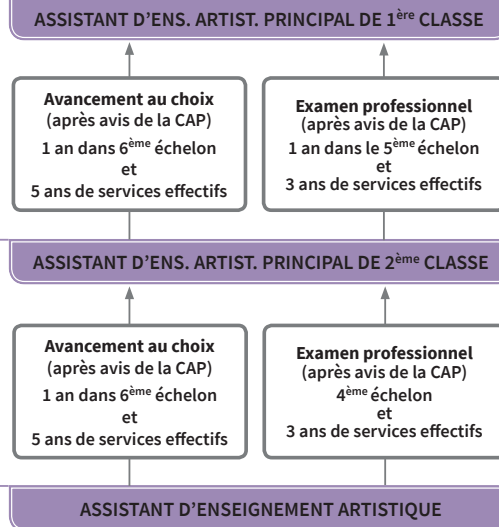 ASSISTANT D'ENS. ARTIST. PRINCIPAL DE 1ère CLASSE
Avancement au choix
(après avis de la CAP)
1 an dans 6ème échelon
et
5 ans de services effectifs
Examen professionnel
(après avis de la CAP)
1 an dans le 5ème échelon
et
3 ans de services effectifs
ASSISTANT D'ENS. ARTIST. PRINCIPAL DE 2ème CLASSE
Avancement au choix
(après avis de la CAP)
1 an dans 6ème échelon
et
5 ans de services effectifs
Examen professionnel
(après avis de la CAP)
4ème échelon
et
3 ans de services effectifs
ASSISTANT D'ENSEIGNEMENT ARTISTIQUE